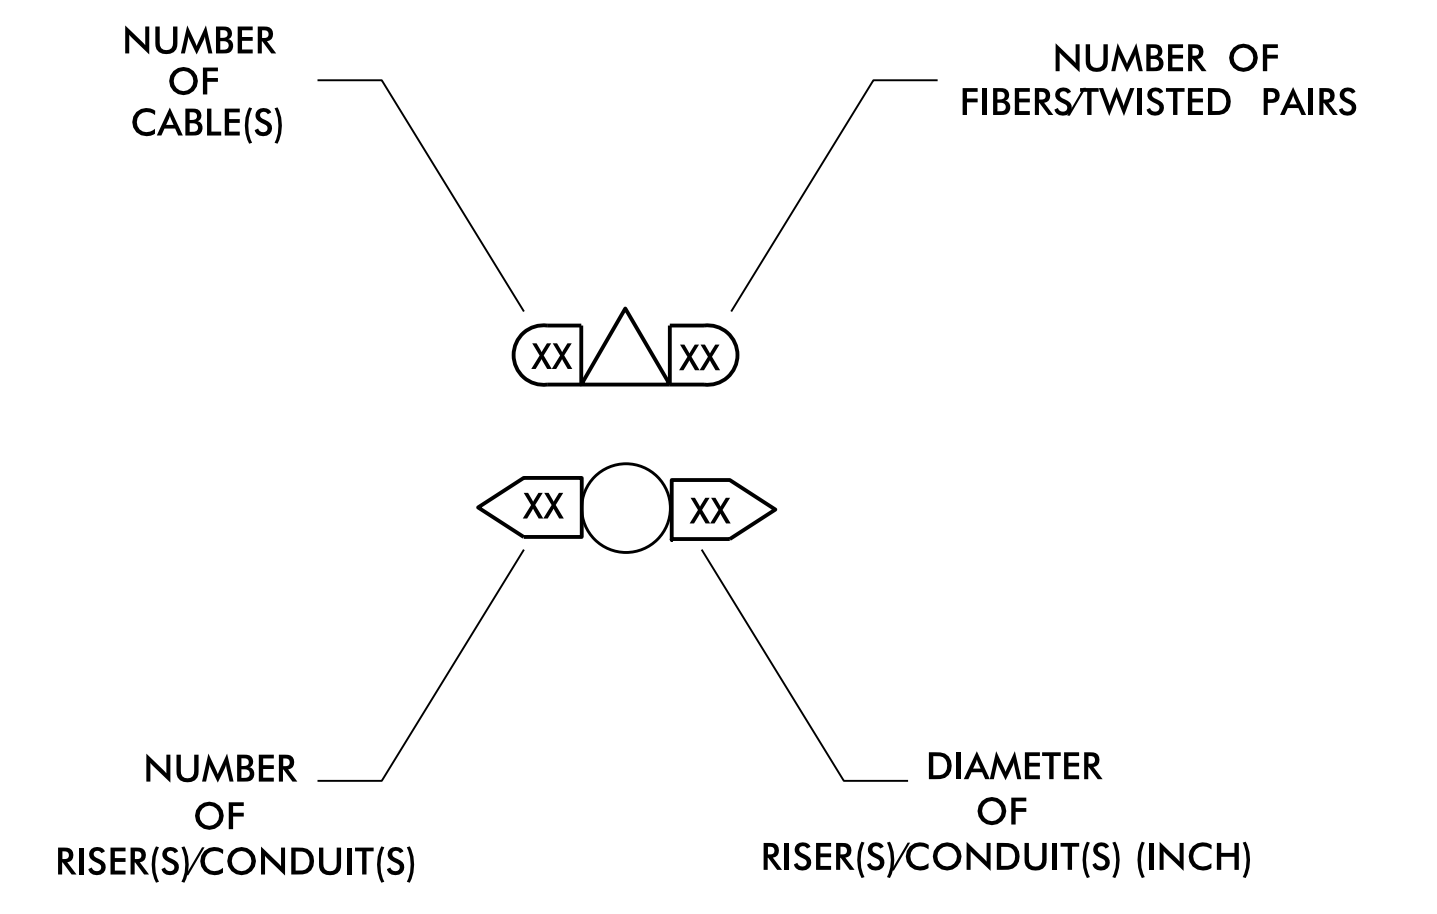 NUMBER
OF
CABLE(S)
NUMBER OF
FIBERS/TWISTED PAIRS
XX
XX
XX
XX
NUMBER
OF
RISER(S)/CONDUIT(S)
DIAMETER
OF
RISER(S)/CONDUIT(S) (INCH)